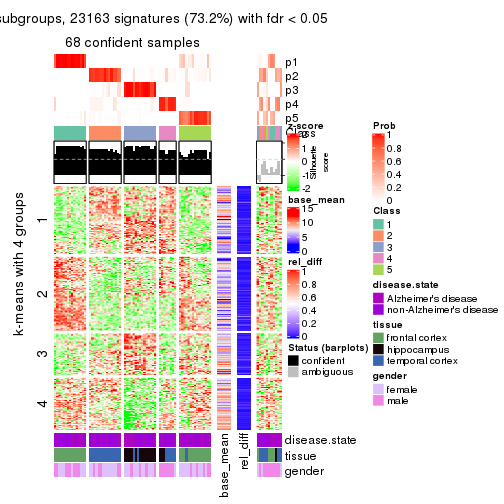 subgroups, 23163 signatures (73.2%) with fdr < 0.05
68 confident samples
p1
p2
p3
p4
p5
Class
Silhouette
score
k-means with 4 groups
1
2
3
4
base_mean
rel_diff
disease.state
tissue
gender
z-score
2
1
0
-1
-2
base_mean
15
10
5
0
rel_diff
1
0.8
0.6
0.4
0.2
0
Status (barplots)
confident
ambiguous
Prob
1
0.8
0.6
0.4
0.2
0
Class
1
2
3
4
5
disease.state
Alzheimer's disease
non-Alzheimer's disease
tissue
frontal cortex
hippocampus
temporal cortex
gender
female
male